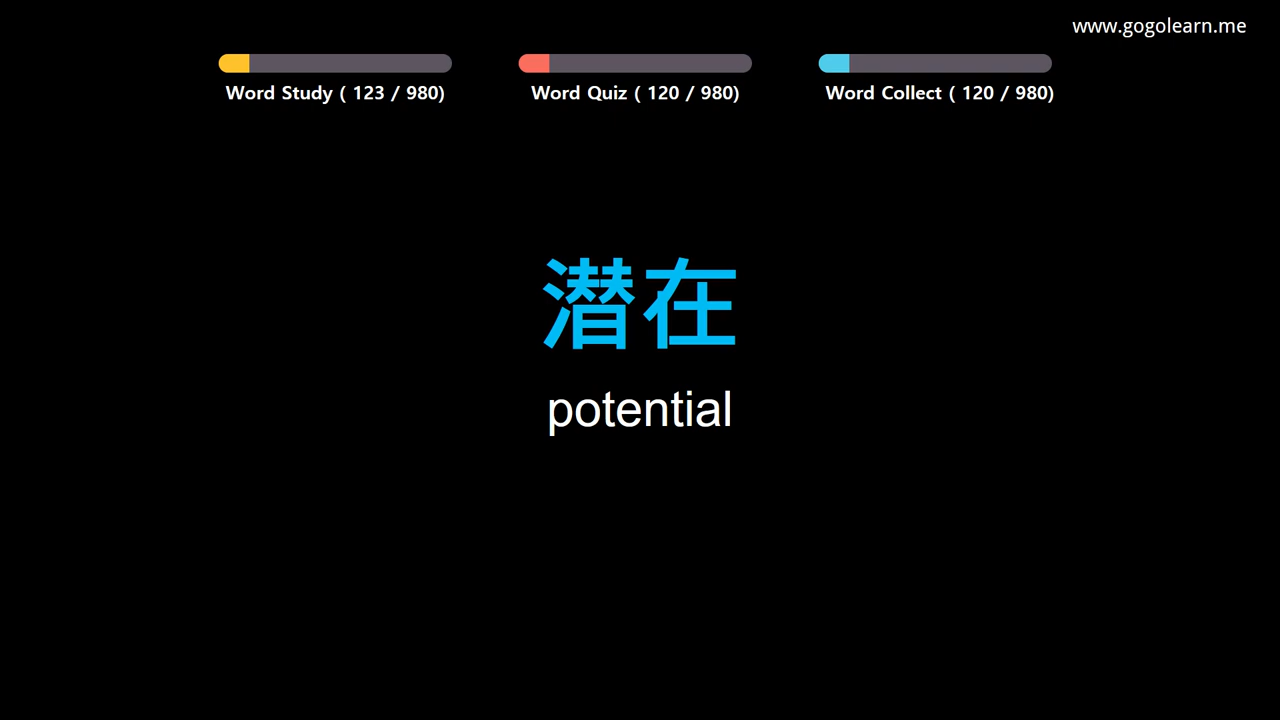 www.gogolearn.me
Word Study ( 123 / 980)
Word Quiz ( 120 / 980)
Word Collect ( 120 / 980)
潜在
potential